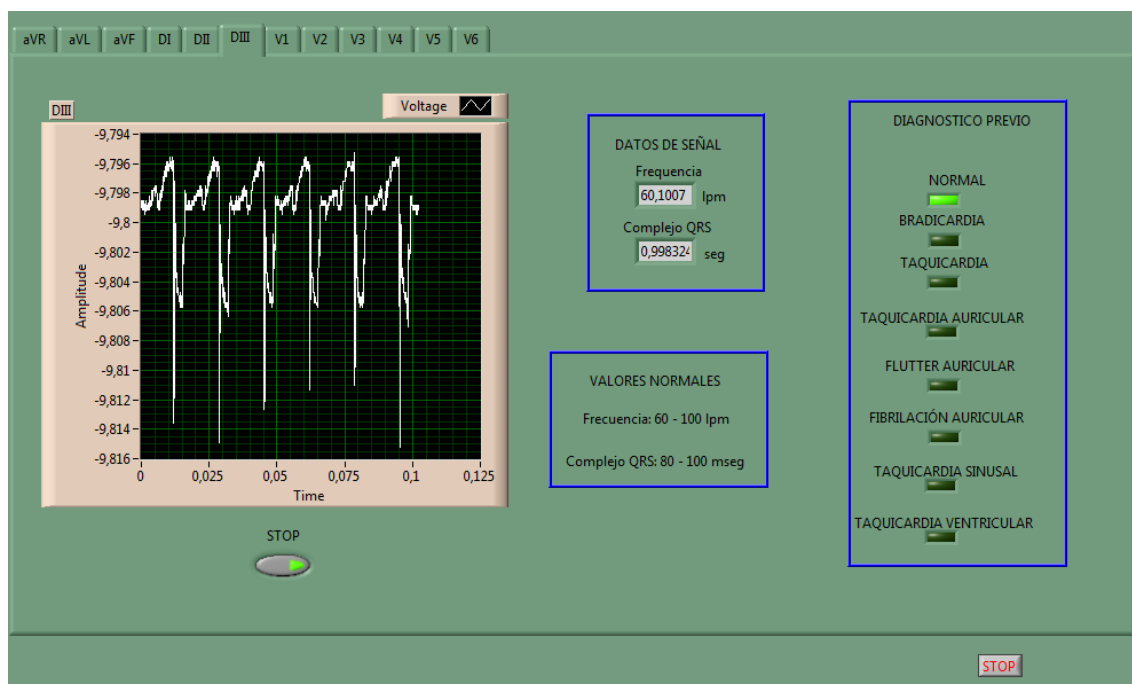 aVR aVL aVF DI DII DIII V1 V2 V3 V4 V5 V6
DIII
Voltage
-9,794
-9,796
-9,798
-9,8
-9,802
-9,804
-9,806
-9,808
-9,81
-9,812
-9,814
-9,816
Amplitude
0 0,025 0,05 0,075 0,1 0,125
Time
STOP
DATOS DE SEÑAL
Frequencia
60,1007 lpm
Complejo QRS
0,998324 seg
VALORES NORMALES
Frecuencia: 60 - 100 lpm
Complejo QRS: 80 - 100 mseg
DIAGNOSTICO PREVIO
NORMAL
BRADICARDIA
TAQUICARDIA
TAQUICARDIA AURICULAR
FLUTTER AURICULAR
FIBRILACIÓN AURICULAR
TAQUICARDIA SINUSAL
TAQUICARDIA VENTRICULAR
STOP